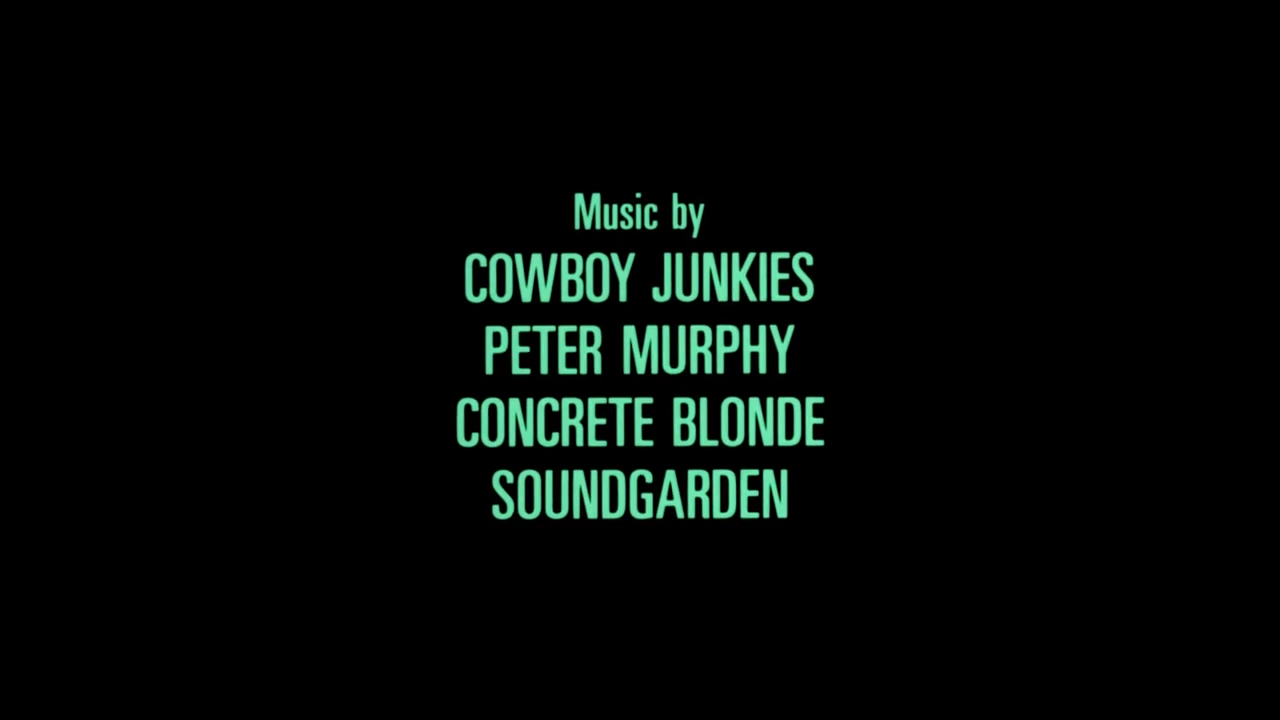 Music by
COWBOY JUNKIES
PETER MURPHY
CONCRETE BLONDE
SOUNDGARDEN